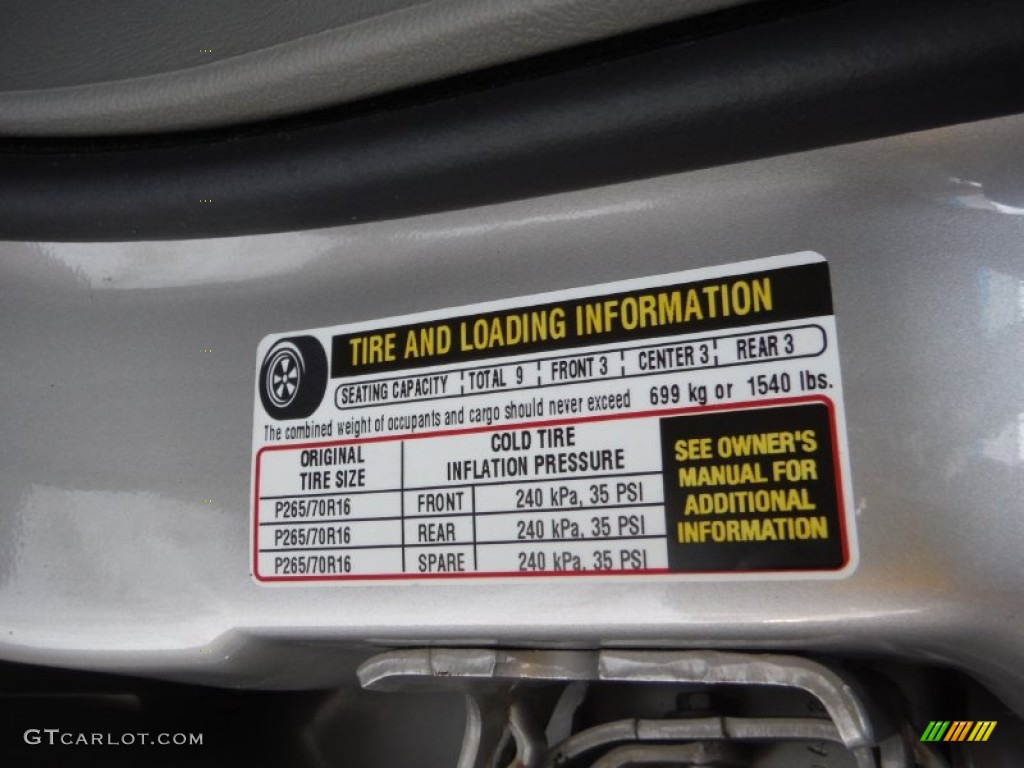 TIRE AND LOADING INFORMATION
SEATING CAPACITY TOTAL 9 FRONT 3 CENTER 3 REAR 3
The combined weight of occupants and cargo should never exceed 699 kg or 1540 lbs.
ORIGINAL TIRE SIZE
COLD TIRE INFLATION PRESSURE
P265/70R16 FRONT 240 kPa, 35 PSI
P265/70R16 REAR 240 kPa, 35 PSI
P265/70R16 SPARE 240 kPa, 35 PSI
SEE OWNER'S
MANUAL FOR
ADDITIONAL
INFORMATION
GTCARLOT.COM